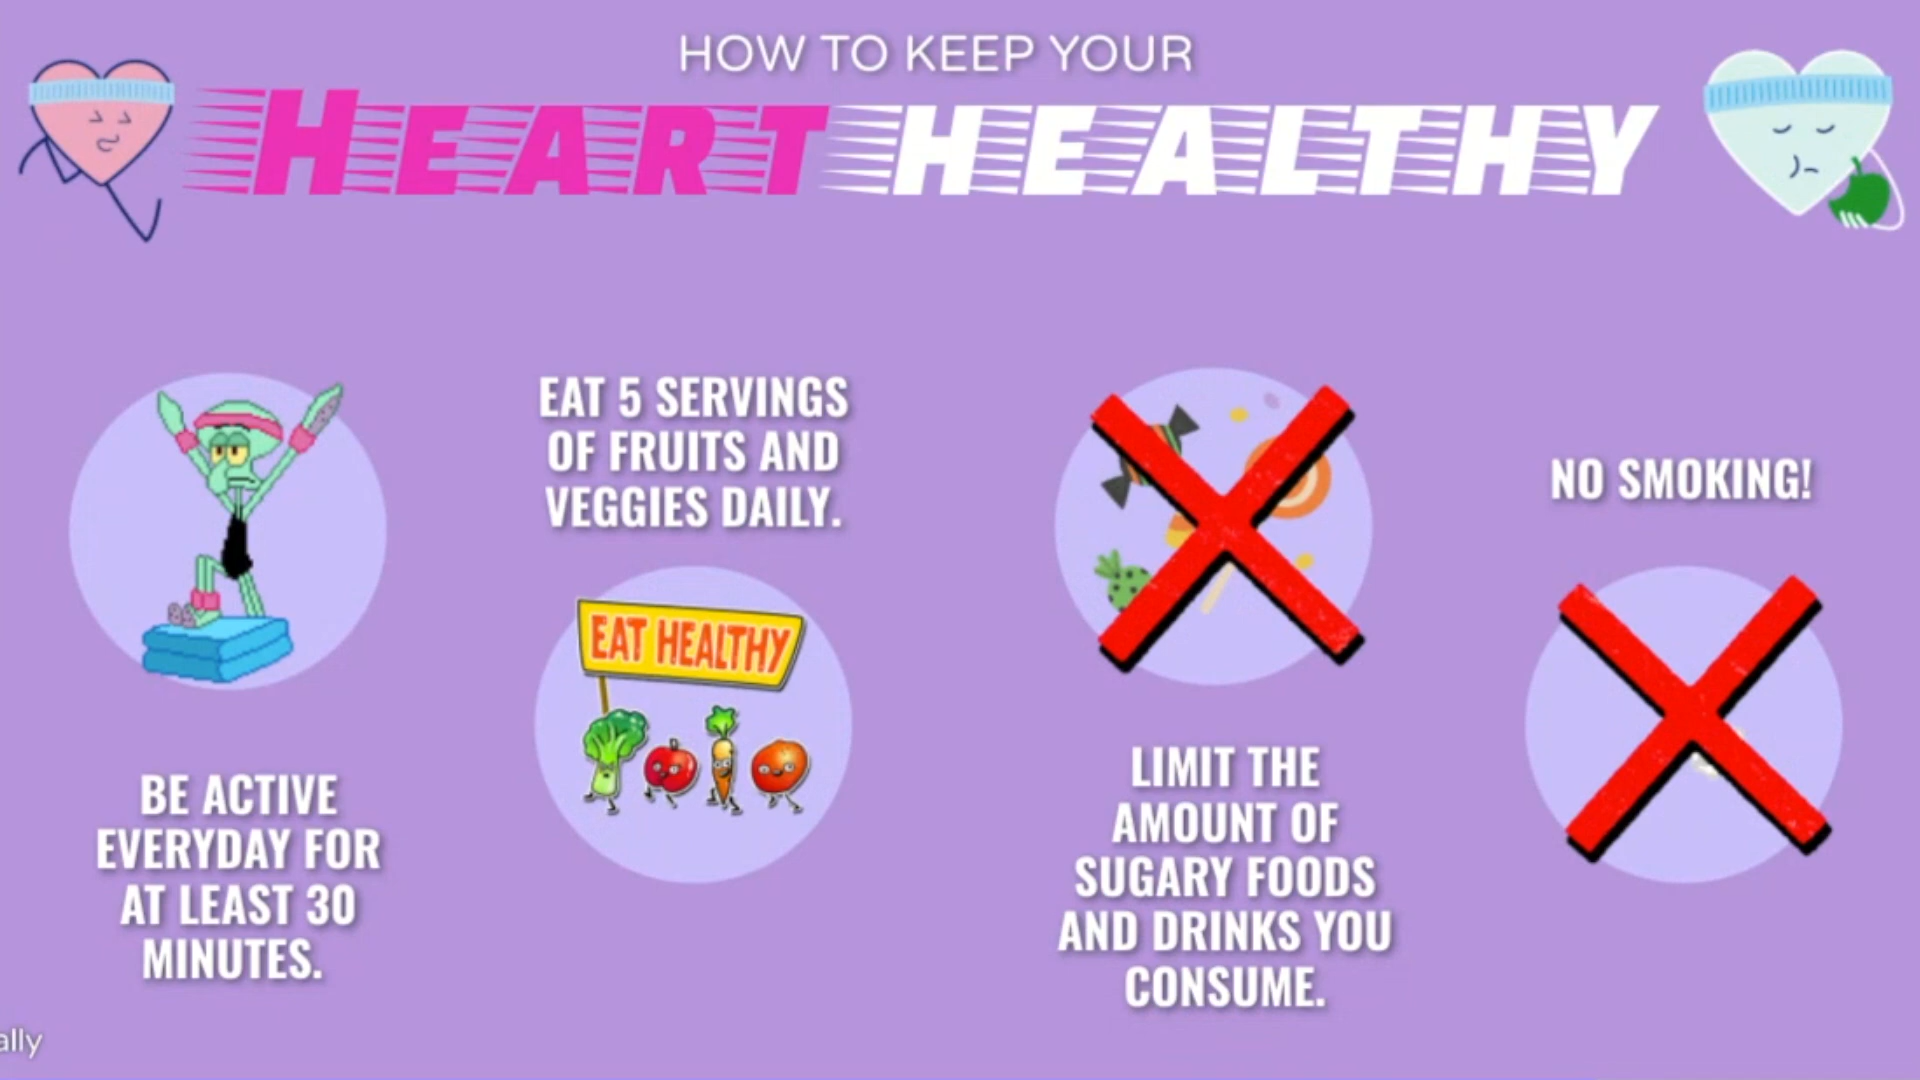 HOW TO KEEP YOUR
HEART HEALTHY
BE ACTIVE
EVERYDAY FOR
AT LEAST 30
MINUTES.
EAT 5 SERVINGS
OF FRUITS AND
VEGGIES DAILY.
EAT HEALTHY
LIMIT THE
AMOUNT OF
SUGARY FOODS
AND DRINKS YOU
CONSUME.
NO SMOKING!
ally